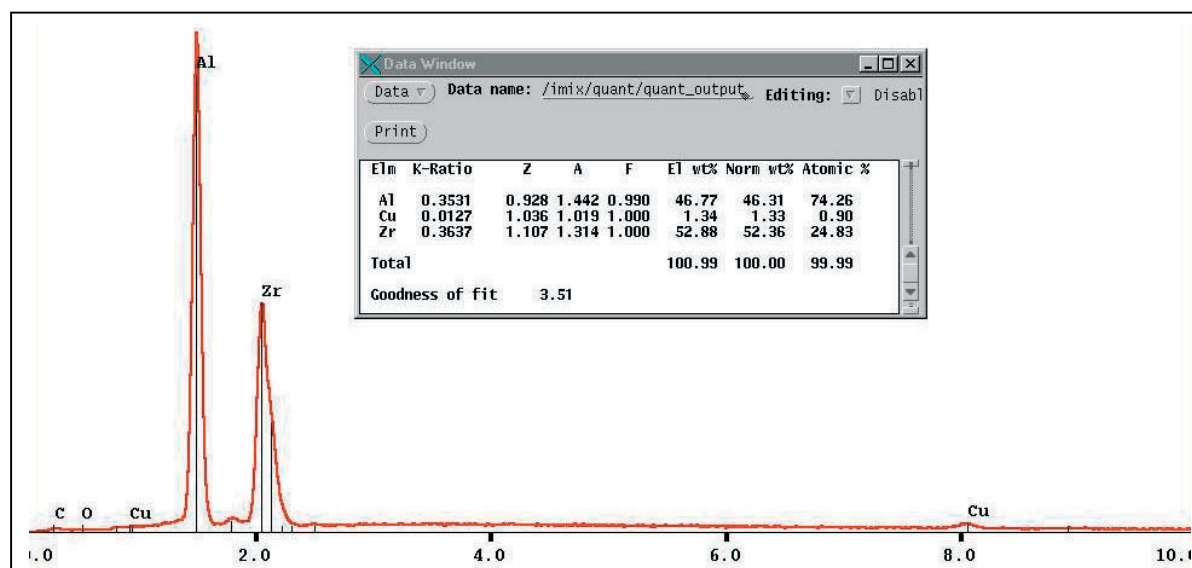 Al
Zr
C O Cu
Cu
.0 2.0 4.0 6.0 8.0 10.
Data Window
Data Data name: /imix/quant/quant_output Editing: Disabl
Print
Elm K-Ratio Z A F El wt% Norm wt% Atomic %
Al 0.3531 0.928 1.442 0.990 46.77 46.31 74.26
Cu 0.0127 1.036 1.019 1.000 1.34 1.33 0.90
Zr 0.3637 1.107 1.314 1.000 52.88 52.36 24.83
Total 100.99 100.00 99.99
Goodness of fit 3.51